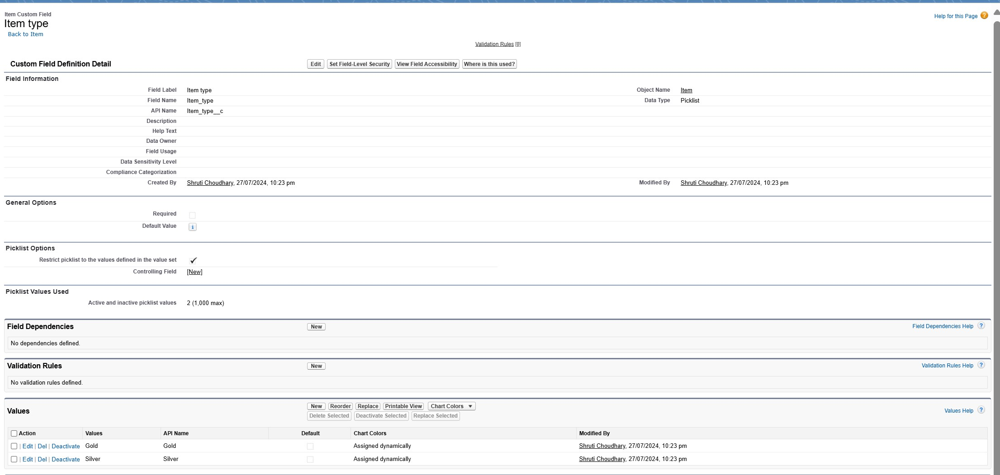 Item Custom Field
Item type
Help for this Page ?
Back to Item
Validation Rules [0]
Custom Field Definition Detail Edit Set Field-Level Security View Field Accessibility Where is this used?
Field Information
Field Label Item type Object Name Item
Field Name Item_type Data Type Picklist
API Name Item_type__c
Description
Help Text
Data Owner
Field Usage
Data Sensitivity Level
Compliance Categorization
Created By Shruti Choudhary, 27/07/2024, 10:23 pm Modified By Shruti Choudhary, 27/07/2024, 10:23 pm
General Options
Required
Default Value i
Picklist Options
Restrict picklist to the values defined in the value set
Controlling Field [New]
Picklist Values Used
Active and inactive picklist values 2 (1,000 max)
Field Dependencies New Field Dependencies Help ?
No dependencies defined.
Validation Rules New Validation Rules Help ?
No validation rules defined.
Values New Reorder Replace Printable View Chart Colors Values Help ?
Delete Selected Deactivate Selected Replace Selected
Action Values API Name Default Chart Colors Modified By
| Edit | Del | Deactivate Gold Gold Assigned dynamically Shruti Choudhary, 27/07/2024, 10:23 pm
| Edit | Del | Deactivate Silver Silver Assigned dynamically Shruti Choudhary, 27/07/2024, 10:23 pm